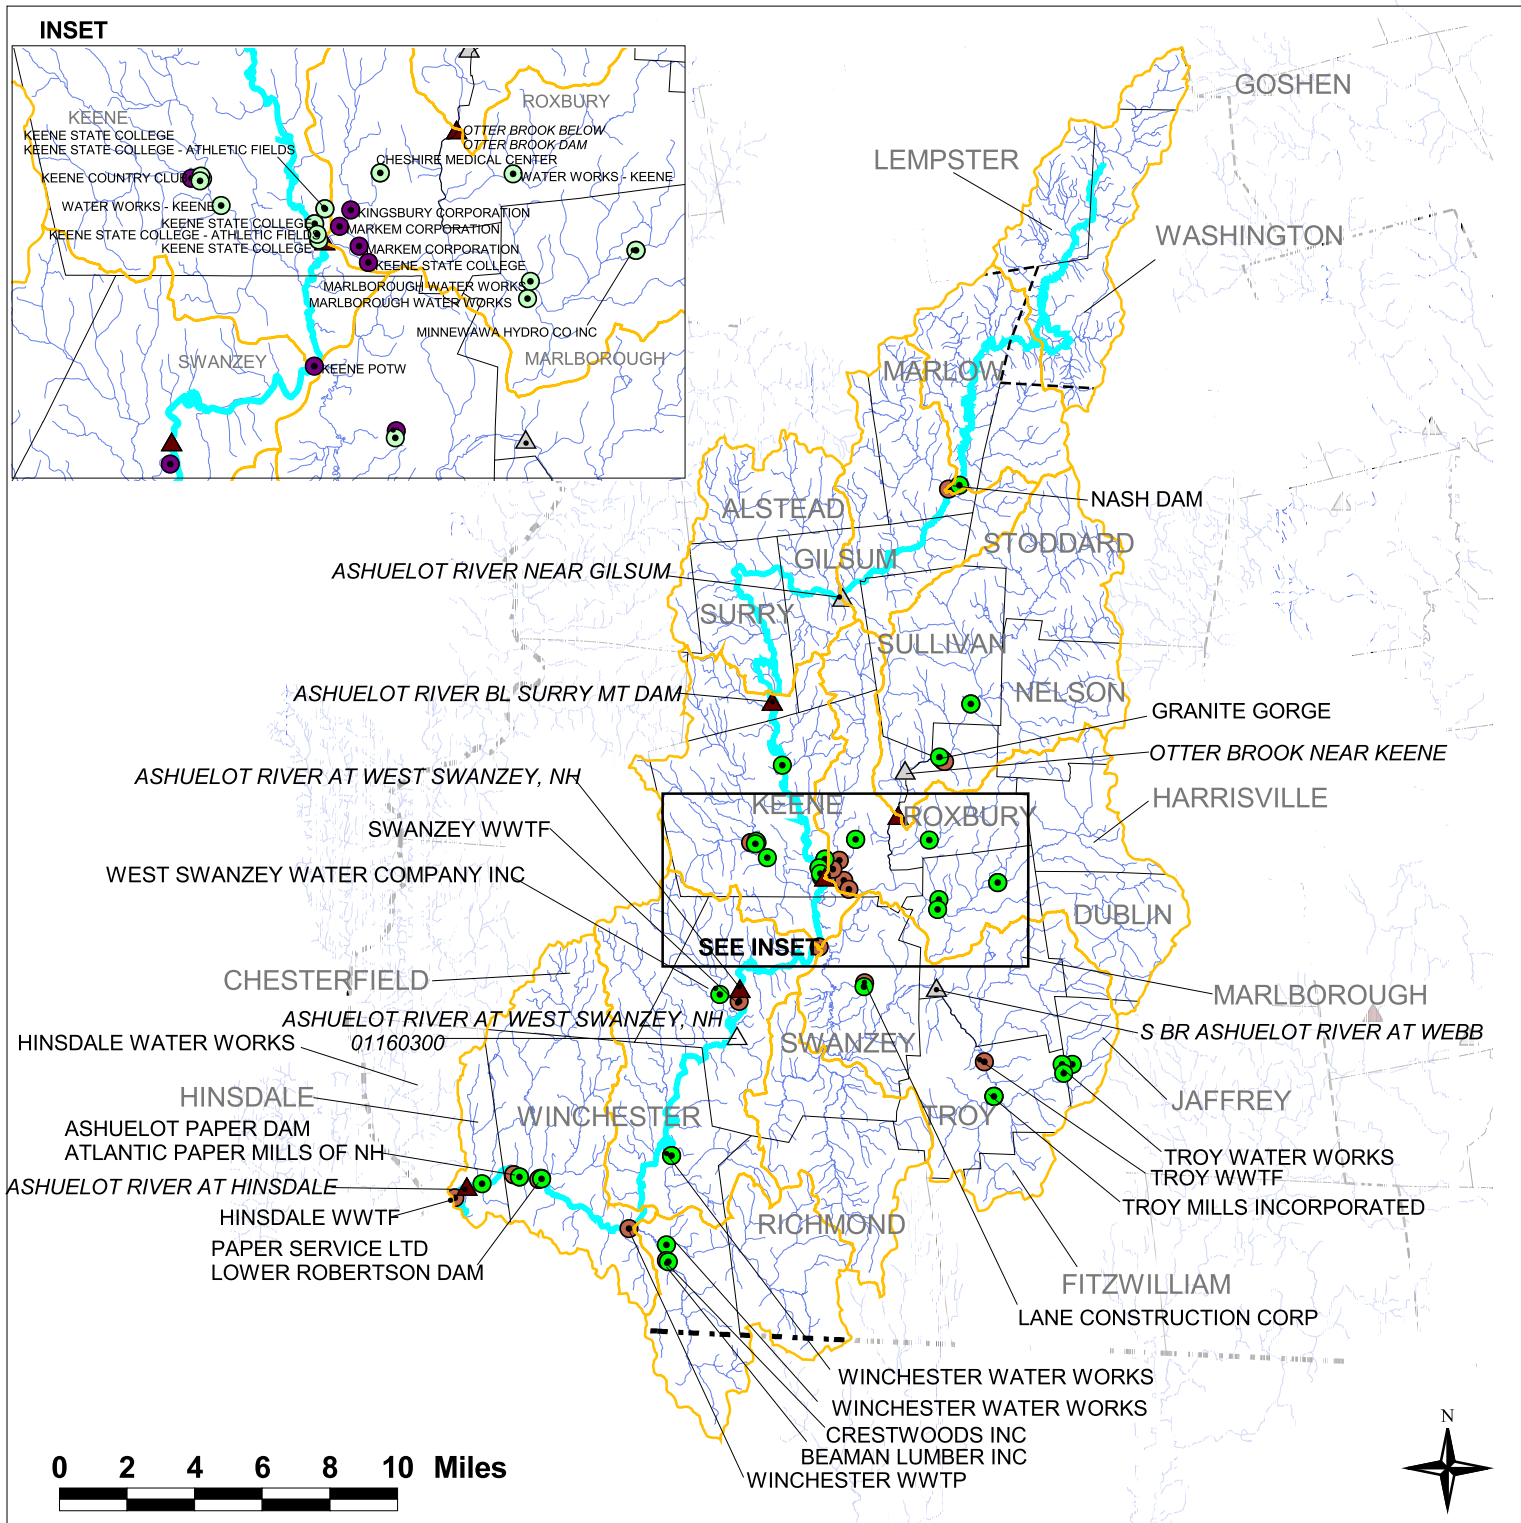 INSET
KEENE
ROXBURY
KEENE STATE COLLEGE
KEENE STATE COLLEGE - ATHLETIC FIELDS
OTTER BROOK BELOW
OTTER BROOK DAM
CHESHIRE MEDICAL CENTER
KEENE COUNTRY CLUB
WATER WORKS - KEENE
WATER WORKS - KEENE
KINGSBURY CORPORATION
KEENE STATE COLLEGE
MARKEM CORPORATION
KEENE STATE COLLEGE - ATHLETIC FIELDS
KEENE STATE COLLEGE
MARKEM CORPORATION
KEENE STATE COLLEGE
MARLBOROUGH WATER WORKS
MARLBOROUGH WATER WORKS
MINNEWAWA HYDRO CO INC
SWANZEY
MARLBOROUGH
KEENE POTW
GOSHEN
LEMPSTER
WASHINGTON
MARLOW
NASH DAM
ALSTEAD
STODDARD
GILSUM
ASHUELOT RIVER NEAR GILSUM
SURRY
SULLIVAN
NELSON
ASHUELOT RIVER BL SURRY MT DAM
GRANITE GORGE
OTTER BROOK NEAR KEENE
ASHUELOT RIVER AT WEST SWANZEY, NH
HARRISVILLE
KEENE
ROXBURY
SWANZEY WWTF
WEST SWANZEY WATER COMPANY INC
DUBLIN
SEE INSET
CHESTERFIELD
MARLBOROUGH
ASHUELOT RIVER AT WEST SWANZEY, NH
01160300
S BR ASHUELOT RIVER AT WEBB
HINSDALE WATER WORKS
SWANZEY
HINSDALE
JAFFREY
WINCHESTER
TROY
ASHUELOT PAPER DAM
ATLANTIC PAPER MILLS OF NH
TROY WATER WORKS
TROY WWTF
ASHUELOT RIVER AT HINSDALE
TROY MILLS INCORPORATED
HINSDALE WWTF
RICHMOND
PAPER SERVICE LTD
LOWER ROBERTSON DAM
FITZWILLIAM
LANE CONSTRUCTION CORP
WINCHESTER WATER WORKS
WINCHESTER WATER WORKS
CRESTWOODS INC
BEAMAN LUMBER INC
WINCHESTER WWTP
N
0 2 4 6 8 10 Miles